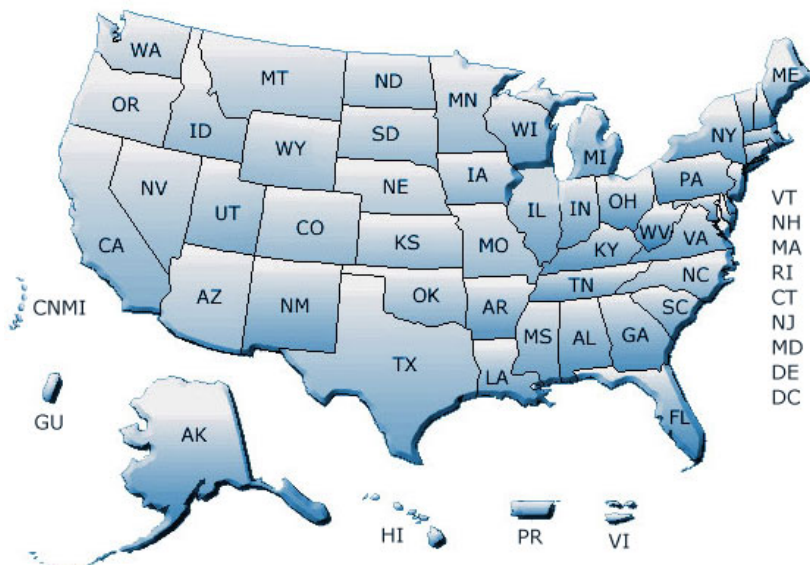 WA
MT
ND
MN
ME
OR
ID
WY
SD
WI
MI
NY
NV
UT
CO
NE
IA
IL
IN
OH
PA
CA
KS
MO
KY
WV
VA
AZ
NM
OK
AR
TN
NC
TX
LA
MS
AL
GA
SC
FL
VT
NH
MA
RI
CT
NJ
MD
DE
DC
CNMI
GU
AK
HI
PR
VI